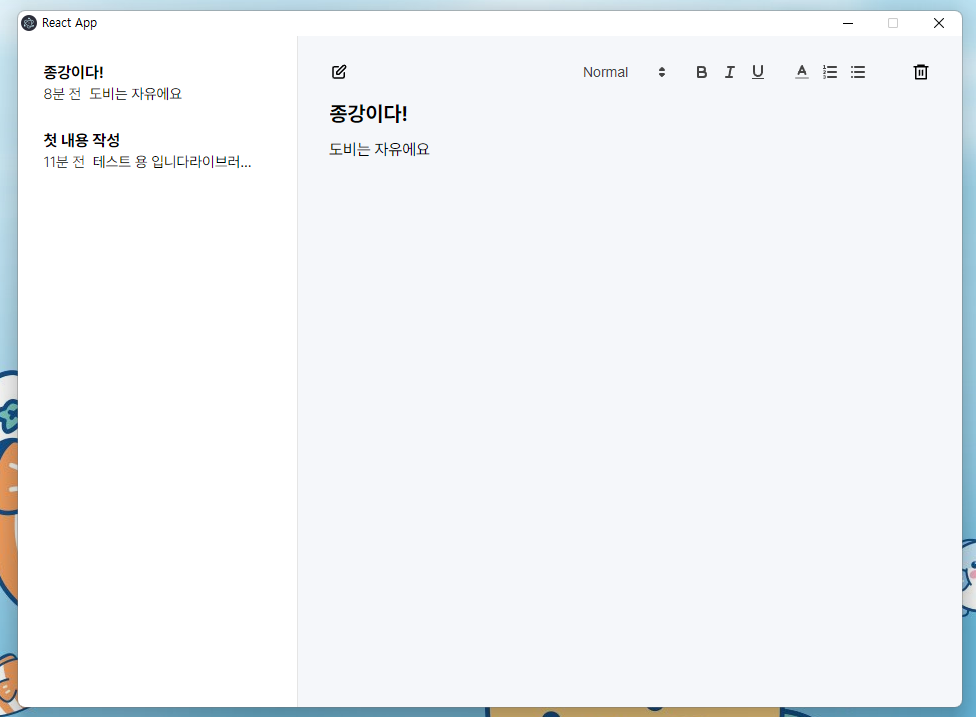 React App
종강이다!
8분 전 도비는 자유에요
첫 내용 작성
11분 전 테스트 용 입니다라이브러...
Normal
B I U A
종강이다!
도비는 자유에요